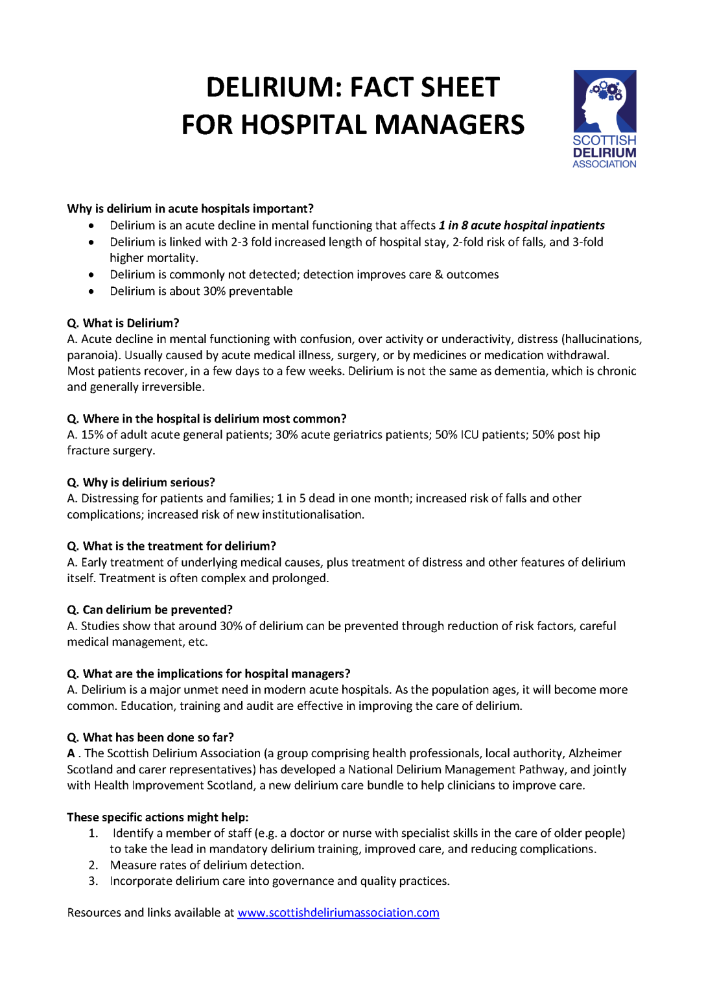 DELIRIUM: FACT SHEET
FOR HOSPITAL MANAGERS
SCOTTISH
DELIRIUM
ASSOCIATION
Why is delirium in acute hospitals important?
• Delirium is an acute decline in mental functioning that affects 1 in 8 acute hospital inpatients
• Delirium is linked with 2-3 fold increased length of hospital stay, 2-fold risk of falls, and 3-fold
higher mortality.
• Delirium is commonly not detected; detection improves care & outcomes
• Delirium is about 30% preventable
Q. What is Delirium?
A. Acute decline in mental functioning with confusion, over activity or underactivity, distress (hallucinations,
paranoia). Usually caused by acute medical illness, surgery, or by medicines or medication withdrawal.
Most patients recover, in a few days to a few weeks. Delirium is not the same as dementia, which is chronic
and generally irreversible.
Q. Where in the hospital is delirium most common?
A. 15% of adult acute general patients; 30% acute geriatrics patients; 50% ICU patients; 50% post hip
fracture surgery.
Q. Why is delirium serious?
A. Distressing for patients and families; 1 in 5 dead in one month; increased risk of falls and other
complications; increased risk of new institutionalisation.
Q. What is the treatment for delirium?
A. Early treatment of underlying medical causes, plus treatment of distress and other features of delirium
itself. Treatment is often complex and prolonged.
Q. Can delirium be prevented?
A. Studies show that around 30% of delirium can be prevented through reduction of risk factors, careful
medical management, etc.
Q. What are the implications for hospital managers?
A. Delirium is a major unmet need in modern acute hospitals. As the population ages, it will become more
common. Education, training and audit are effective in improving the care of delirium.
Q. What has been done so far?
A . The Scottish Delirium Association (a group comprising health professionals, local authority, Alzheimer
Scotland and carer representatives) has developed a National Delirium Management Pathway, and jointly
with Health Improvement Scotland, a new delirium care bundle to help clinicians to improve care.
These specific actions might help:
1. Identify a member of staff (e.g. a doctor or nurse with specialist skills in the care of older people)
to take the lead in mandatory delirium training, improved care, and reducing complications.
2. Measure rates of delirium detection.
3. Incorporate delirium care into governance and quality practices.
Resources and links available at www.scottishdeliriumassociation.com